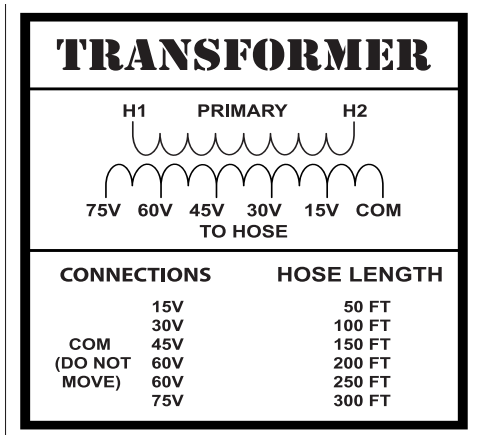 TRANSFORMER
H1 PRIMARY H2
75V 60V 45V 30V 15V COM
TO HOSE
CONNECTIONS HOSE LENGTH
15V 50 FT
30V 100 FT
COM 45V 150 FT
(DO NOT 60V 200 FT
MOVE) 60V 250 FT
75V 300 FT